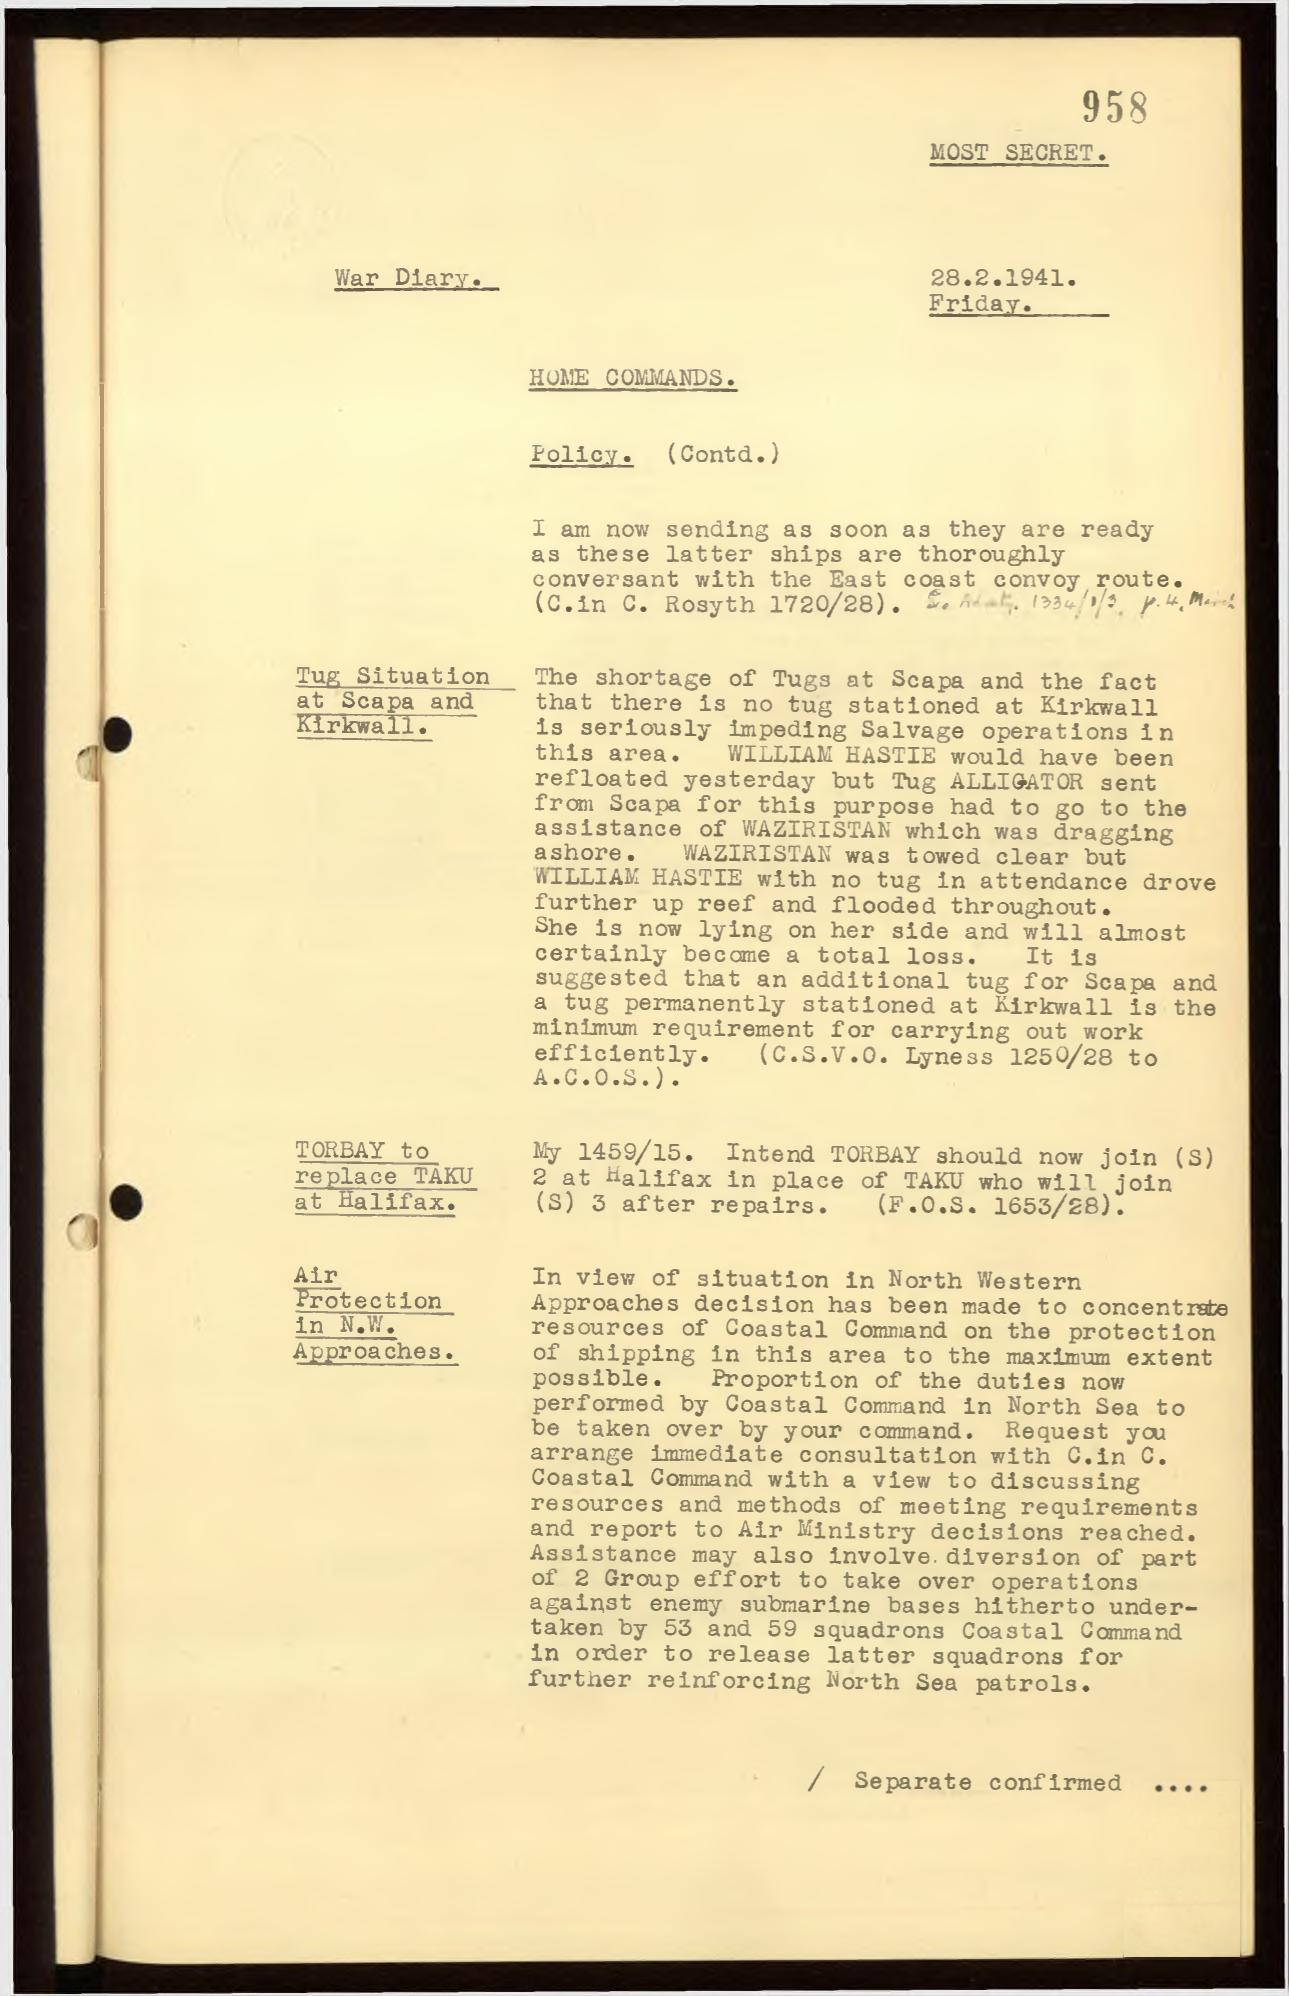 958
MOST SECRET.
War Diary.
28.2.1941.
Friday.
HOME COMMANDS.
Policy. (Contd.)
I am now sending as soon as they are ready
as these latter ships are thoroughly
conversant with the East coast convoy route.
(C.in C. Rosyth 1720/28). 1334/1/3 p.4, March
Tug Situation
at Scapa and
Kirkwall.
The shortage of Tugs at Scapa and the fact
that there is no tug stationed at Kirkwall
is seriously impeding Salvage operations in
this area. WILLIAM HASTIE would have been
refloated yesterday but Tug ALLIGATOR sent
from Scapa for this purpose had to go to the
assistance of WAZIRISTAN which was dragging
ashore. WAZIRISTAN was towed clear but
WILLIAM HASTIE with no tug in attendance drove
further up reef and flooded throughout.
She is now lying on her side and will almost
certainly become a total loss. It is
suggested that an additional tug for Scapa and
a tug permanently stationed at Kirkwall is the
minimum requirement for carrying out work
efficiently. (C.S.V.O. Lyness 1250/28 to
A.C.O.S.).
TORBAY to
replace TAKU
at Halifax.
My 1459/15. Intend TORBAY should now join (S)
2 at Halifax in place of TAKU who will join
(S) 3 after repairs. (F.O.S. 1653/28).
Air
Protection
in N.W.
Approaches.
In view of situation in North Western
Approaches decision has been made to concentrate
resources of Coastal Command on the protection
of shipping in this area to the maximum extent
possible. Proportion of the duties now
performed by Coastal Command in North Sea to
be taken over by your command. Request you
arrange immediate consultation with C.in C.
Coastal Command with a view to discussing
resources and methods of meeting requirements
and report to Air Ministry decisions reached.
Assistance may also involve diversion of part
of 2 Group effort to take over operations
against enemy submarine bases hitherto under-
taken by 53 and 59 squadrons Coastal Command
in order to release latter squadrons for
further reinforcing North Sea patrols.
/ Separate confirmed ....